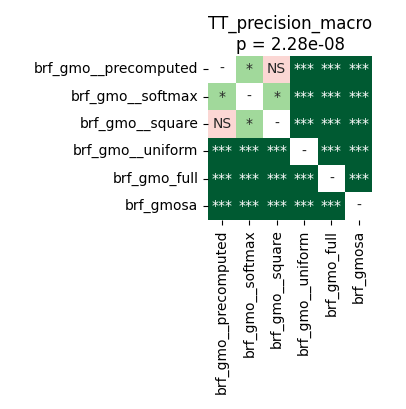 TT_precision_macro
p = 2.28e-08
brf_gmo__precomputed - * NS *** *** ***
brf_gmo__softmax * - * *** *** ***
brf_gmo__square NS * - *** *** ***
brf_gmo__uniform *** *** *** - *** ***
brf_gmo_full *** *** *** *** - ***
brf_gmosa *** *** *** *** *** -
brf_gmo__precomputed
brf_gmo__softmax
brf_gmo__square
brf_gmo__uniform
brf_gmo_full
brf_gmosa